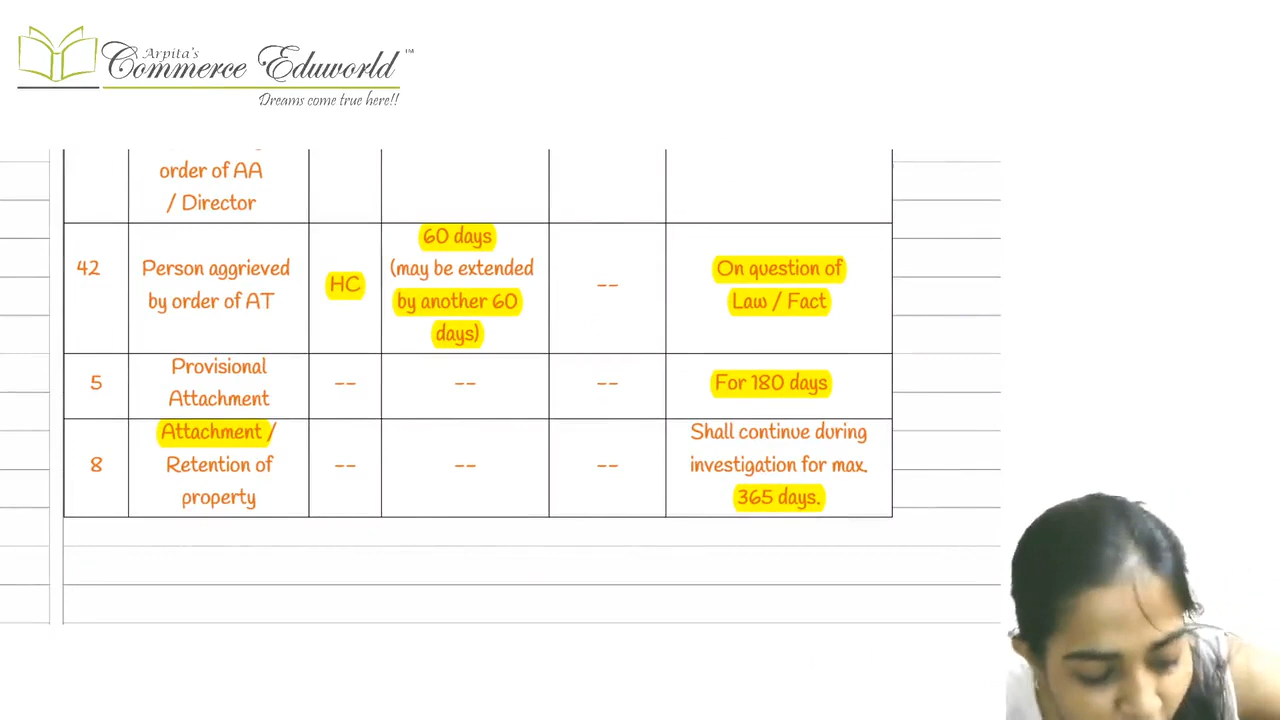 Arpita's
Commerce Eduworld™
Dreams come true here!!
order of AA
/ Director
42
Person aggrieved
by order of AT
HC
60 days
(may be extended
by another 60
days)
--
On question of
Law / Fact
5
Provisional
Attachment
--
--
--
For 180 days
8
Attachment /
Retention of
property
--
--
--
Shall continue during
investigation for max.
365 days.